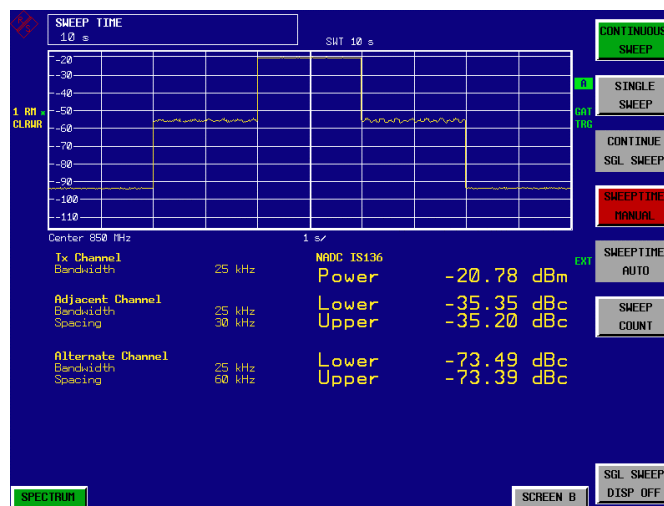 SWEEP TIME
10 s
SWT 10 s
CONTINUOUS
SWEEP
-20
-30
-40
-50
-60
-70
-80
-90
-100
-110
1 RM *
CLRWR
A
GAT
TRG
SINGLE
SWEEP
CONTINUE
SGL SWEEP
SWEEPTIME
MANUAL
Center 850 MHz
1 s/
Tx Channel
Bandwidth 25 kHz
NADC IS136
Power -20.78 dBm
EXT
SWEEPTIME
AUTO
Adjacent Channel
Bandwidth 25 kHz
Spacing 30 kHz
Lower -35.35 dBc
Upper -35.20 dBc
SWEEP
COUNT
Alternate Channel
Bandwidth 25 kHz
Spacing 60 kHz
Lower -73.49 dBc
Upper -73.39 dBc
SGL SWEEP
DISP OFF
SPECTRUM
SCREEN B